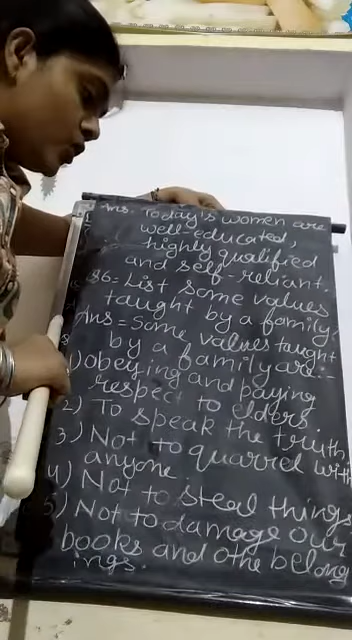 Ans. Today's women are
well-educated,
highly qualified
and self-reliant.
86= List some values
taught by a family.
Ans= Some values taught
by a family are:-
1) obeying and paying
respect to elders
2) To speak the truth
3.) Not to quarrel with
anyone.
4) Not to steal things
5) Not to damage our
books and othe belong
ings.